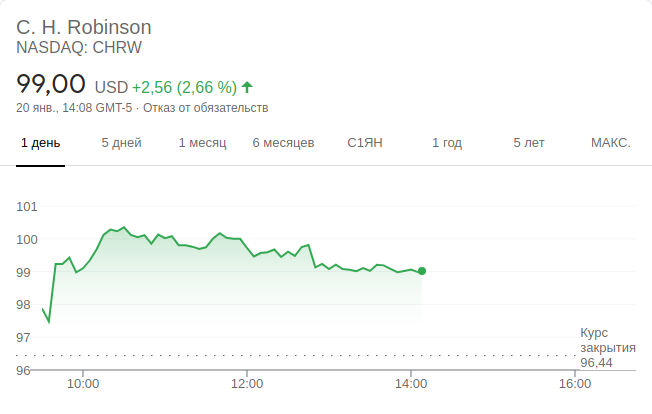 C. H. Robinson
NASDAQ: CHRW
99,00 USD +2,56 (2,66 %)
20 янв., 14:08 GMT-5 · Отказ от обязательств
1 день 5 дней 1 месяц 6 месяцев С1ЯН 1 год 5 лет МАКС.
101
100
99
98
97
Курс
закрытия
96,44
96
10:00 12:00 14:00 16:00